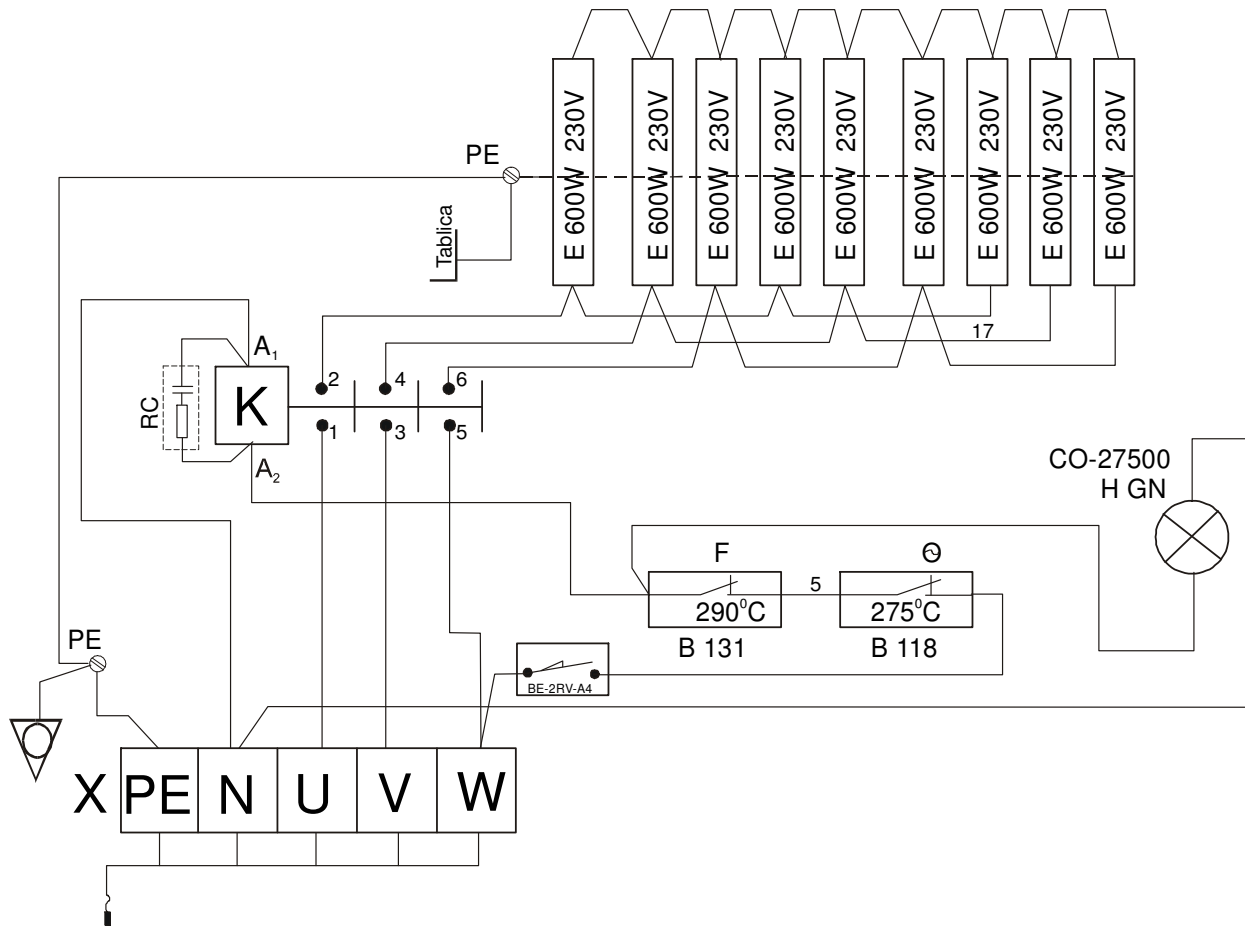 E 600W 230V
E 600W 230V
E 600W 230V
E 600W 230V
E 600W 230V
E 600W 230V
E 600W 230V
E 600W 230V
E 600W 230V
PE
Tablica
17
A₁
RC
K
2
4
6
1
3
5
A₂
CO-27500
H GN
F
5
290⁰C
275⁰C
B 131
B 118
PE
BE-2RV-A4
X PE N U V W